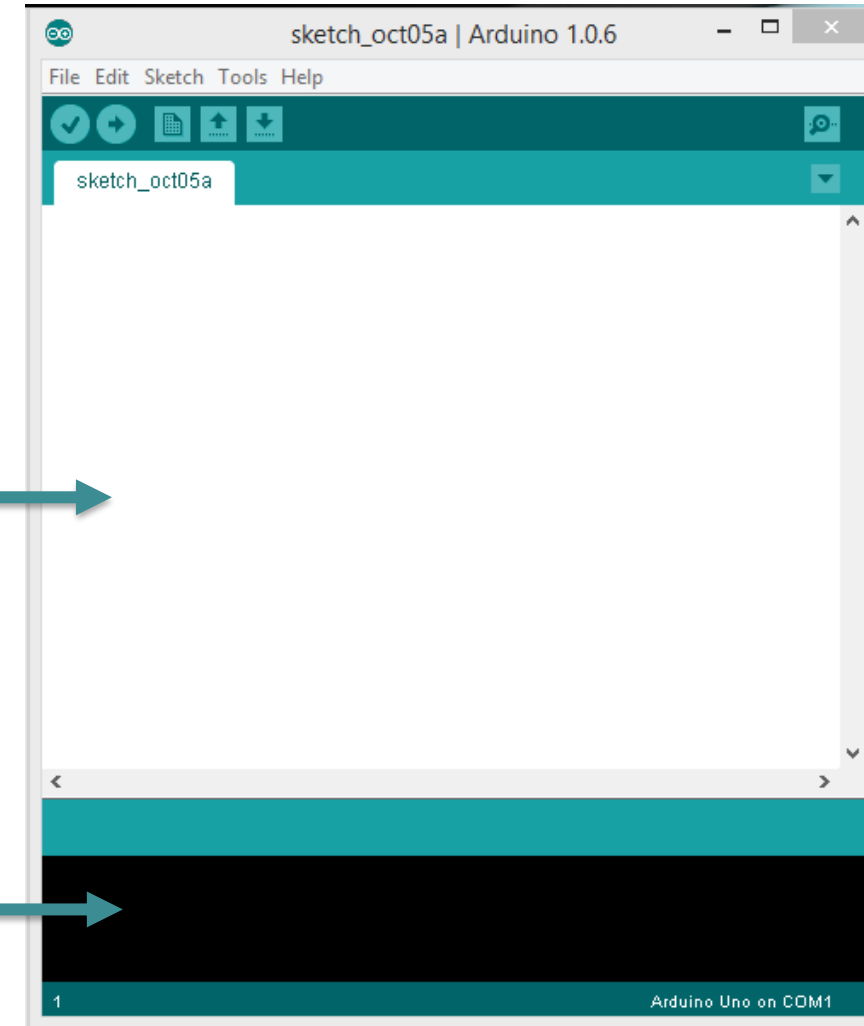 sketch_oct05a | Arduino 1.0.6
File Edit Sketch Tools Help
sketch_oct05a
1 Arduino Uno on COM1